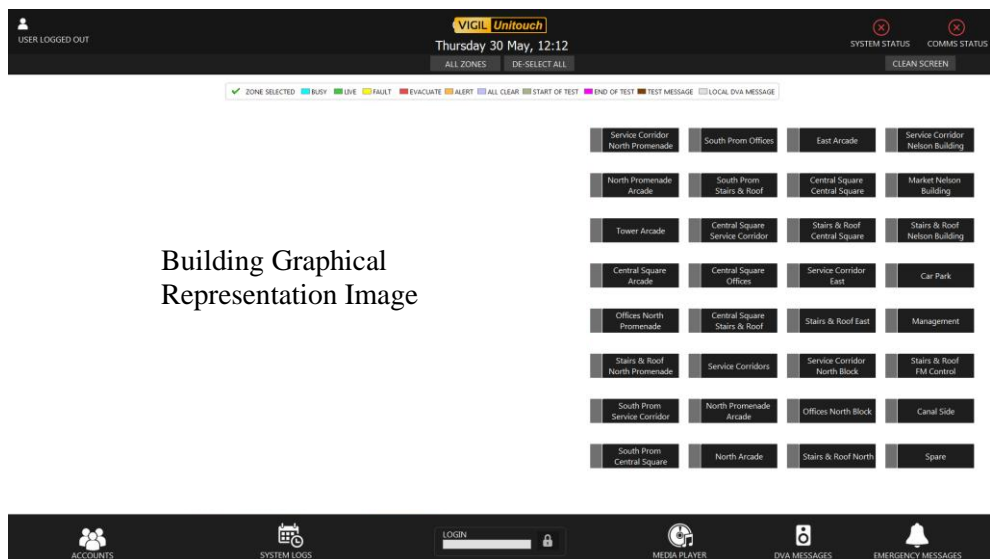 USER LOGGED OUT
VIGIL Unitouch
Thursday 30 May, 12:12
SYSTEM STATUS COMMS STATUS
ALL ZONES DE-SELECT ALL
CLEAN SCREEN
ZONE SELECTED BUSY LIVE FAULT EVACUATE ALERT ALL CLEAR START OF TEST END OF TEST TEST MESSAGE LOCAL DVA MESSAGE
Building Graphical
Representation Image
Service Corridor
North Promenade
South Prom Offices
East Arcade
Service Corridor
Nelson Building
North Promenade
Arcade
South Prom
Stairs & Roof
Central Square
Central Square
Market Nelson
Building
Tower Arcade
Central Square
Service Corridor
Stairs & Roof
Central Square
Stairs & Roof
Nelson Building
Central Square
Arcade
Central Square
Offices
Service Corridor
East
Car Park
Offices North
Promenade
Central Square
Stairs & Roof
Stairs & Roof East
Management
Stairs & Roof
North Promenade
Service Corridors
Service Corridor
North Block
Stairs & Roof
FM Control
South Prom
Service Corridor
North Promenade
Arcade
Offices North Block
Canal Side
South Prom
Central Square
North Arcade
Stairs & Roof North
Spare
LOGIN
ACCOUNTS SYSTEM LOGS MEDIA PLAYER DVA MESSAGES EMERGENCY MESSAGES